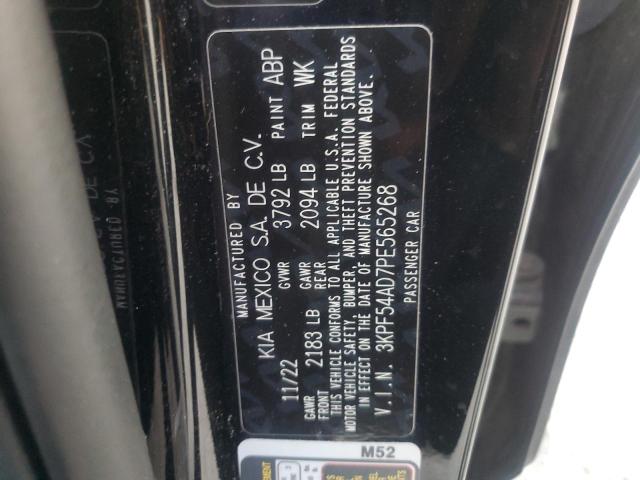 MANUFACTURED BY
KIA MEXICO S.A. DE C.V.
11/22 GVWR 3792 LB PAINT ABP
GAWR FRONT 2183 LB GAWR REAR 2094 LB TRIM WK
THIS VEHICLE CONFORMS TO ALL APPLICABLE U.S.A. FEDERAL
MOTOR VEHICLE SAFETY, BUMPER, AND THEFT PREVENTION STANDARDS
IN EFFECT ON THE DATE OF MANUFACTURE SHOWN ABOVE.
V.I.N. 3KPF54AD7PE565268
PASSENGER CAR
M52